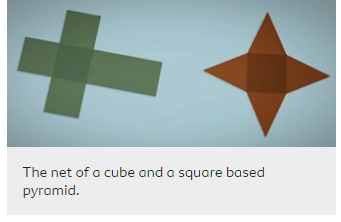 The net of a cube and a square based
pyramid.